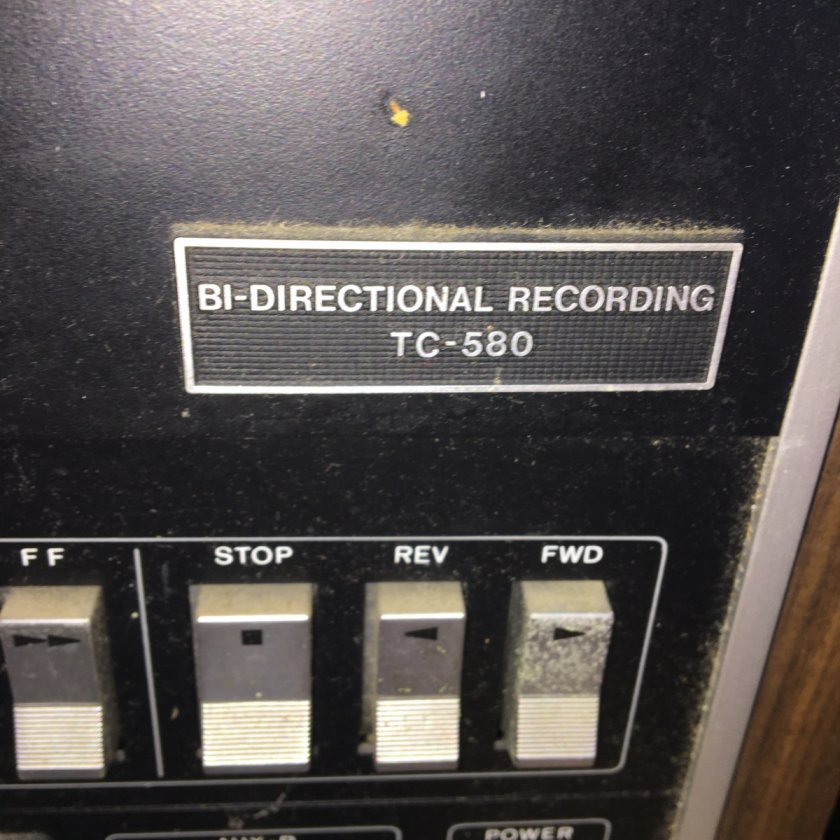 BI-DIRECTIONAL RECORDING
TC-580
FF STOP REV FWD
POWER